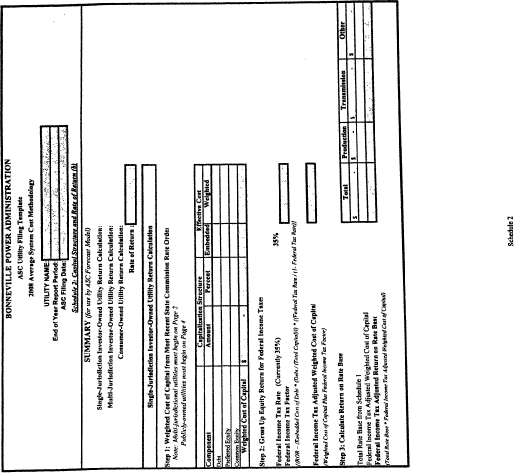 BONNEVILLE POWER ADMINISTRATION
ASC Utility Filing Template
2008 Average System Cost Methodology
UTILITY NAME:
End of Year Report Period:
ASC Filing Date:
Schedule 2: Capital Structure and Rate of Return (k)
SUMMARY (for use by ASC Forecast Model)
Single-Jurisdiction Investor-Owned Utility Return Calculation:
Multi-Jurisdiction Investor-Owned Utility Return Calculation:
Consumer-Owned Utility Return Calculation:
Rate of Return:
Single-Jurisdiction Investor-Owned Utility Return Calculation
Step 1: Weighted Cost of Capital from Most Recent State Commission Rate Order:
Note: Multi-jurisdictional utilities must begin on Page 2
Publicly-owned utilities must begin on Page 4
Capitalization Structure Effective Cost
Component Amount Percent Embedded Weighted
Debt
Preferred Equity
Common Equity
Weighted Cost of Capital $ -
Step 2: Gross Up Equity Return for Federal Income Taxes
Federal Income Tax Rate (Currently 35%) 35%
Federal Income Tax Factor
{(ROR - (Embedded Cost of Debt * (Debt / (Total Capital))) * ((Federal Tax Rate / (1- Federal Tax Rate))}
Federal Income Tax Adjusted Weighted Cost of Capital
(Weighted Cost of Capital Plus Federal Income Tax Factor)
Step 3: Calculate Return on Rate Base
Total Production Transmission Other
Total Rate Base from Schedule 1 $ - $ - $ - $ -
Federal Income Tax Adjusted Weighted Cost of Capital
Federal Income Tax Adjusted Return on Rate Base
(Total Rate Base * Federal Income Tax Adjusted Weighted Cost of Capital)
Schedule 2